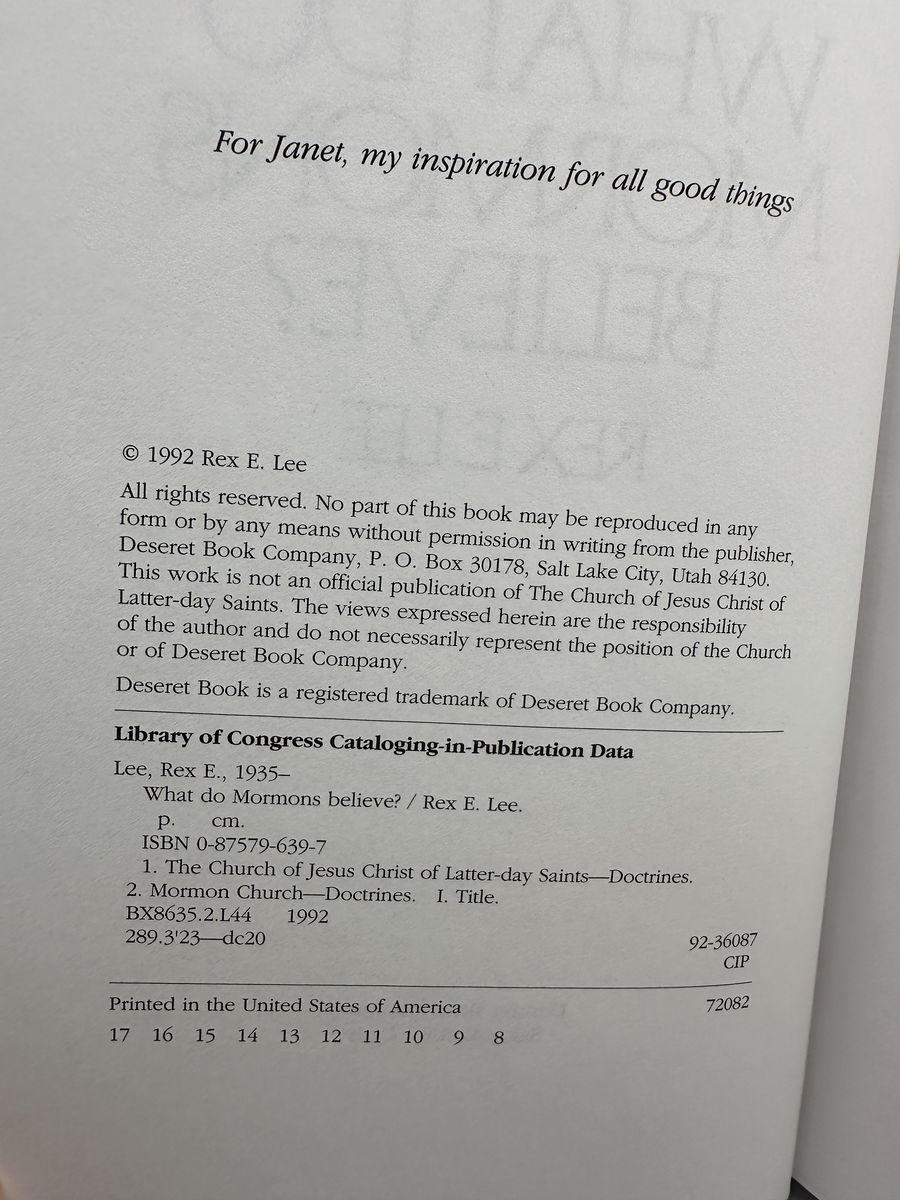 For Janet, my inspiration for all good things
© 1992 Rex E. Lee
All rights reserved. No part of this book may be reproduced in any
form or by any means without permission in writing from the publisher,
Deseret Book Company, P. O. Box 30178, Salt Lake City, Utah 84130.
This work is not an official publication of The Church of Jesus Christ of
Latter-day Saints. The views expressed herein are the responsibility
of the author and do not necessarily represent the position of the Church
or of Deseret Book Company.
Deseret Book is a registered trademark of Deseret Book Company.
Library of Congress Cataloging-in-Publication Data
Lee, Rex E., 1935–
What do Mormons believe? / Rex E. Lee.
p. cm.
ISBN 0-87579-639-7
1. The Church of Jesus Christ of Latter-day Saints—Doctrines.
2. Mormon Church—Doctrines. I. Title.
BX8635.2.L44 1992
289.3'23—dc20 92-36087
CIP
Printed in the United States of America 72082
17 16 15 14 13 12 11 10 9 8